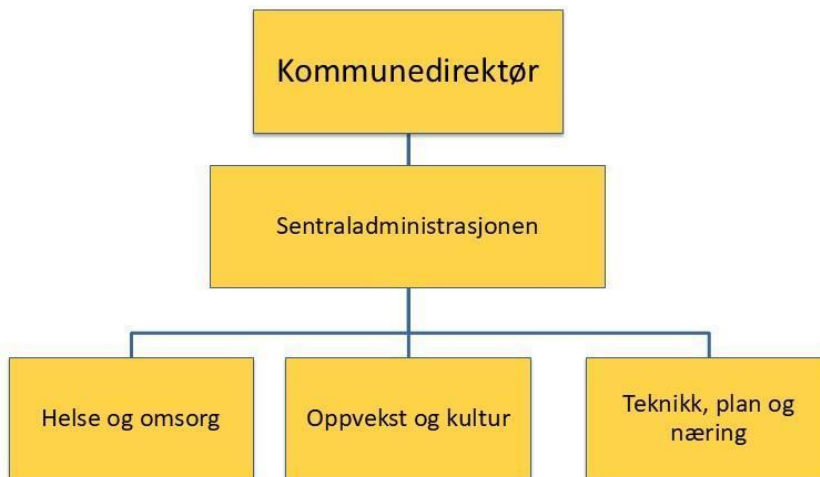 Kommunedirektør
Sentraladministrasjonen
Helse og omsorg
Oppvekst og kultur
Teknikk, plan og
næring